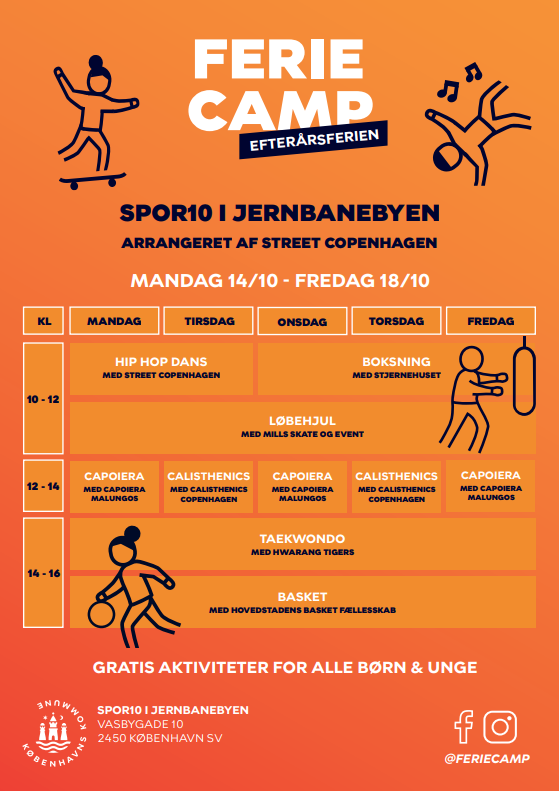 FERIE
CAMP
EFTERÅRSFERIEN
SPOR10 I JERNBANEBYEN
ARRANGERET AF STREET COPENHAGEN
MANDAG 14/10 - FREDAG 18/10
KL MANDAG TIRSDAG ONSDAG TORSDAG FREDAG
10 - 12
HIP HOP DANS
MED STREET COPENHAGEN
BOKSNING
MED STJERNEHUSET
LØBEHJUL
MED MILLS SKATE OG EVENT
12 - 14
CAPOIERA
MED CAPOIERA
MALUNGOS
CALISTHENICS
MED CALISTHENICS
COPENHAGEN
CAPOIERA
MED CAPOIERA
MALUNGOS
CALISTHENICS
MED CALISTHENICS
COPENHAGEN
CAPOIERA
MED CAPOIERA
MALUNGOS
14 - 16
TAEKWONDO
MED HWARANG TIGERS
BASKET
MED HOVEDSTADENS BASKET FÆLLESSKAB
GRATIS AKTIVITETER FOR ALLE BØRN & UNGE
KØBENHAVNS KOMMUNE
SPOR10 I JERNBANEBYEN
VASBYGADE 10
2450 KØBENHAVN SV
@FERIECAMP